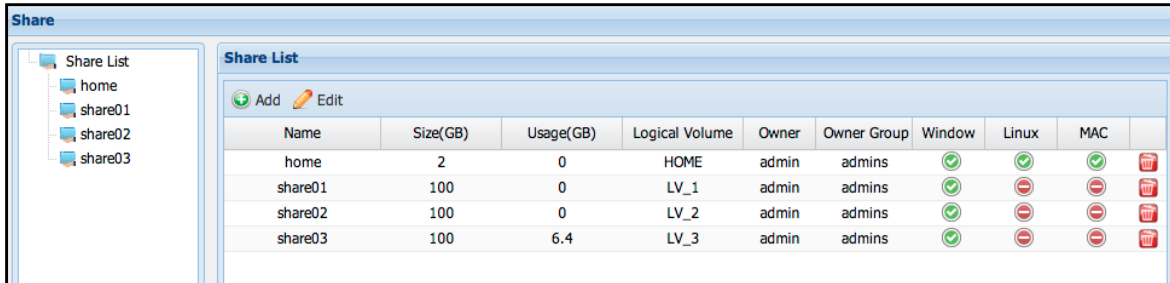 Share
Share List
home
share01
share02
share03
Share List
Add Edit
Name Size(GB) Usage(GB) Logical Volume Owner Owner Group Window Linux MAC
home 2 0 HOME admin admins
share01 100 0 LV_1 admin admins
share02 100 0 LV_2 admin admins
share03 100 6.4 LV_3 admin admins